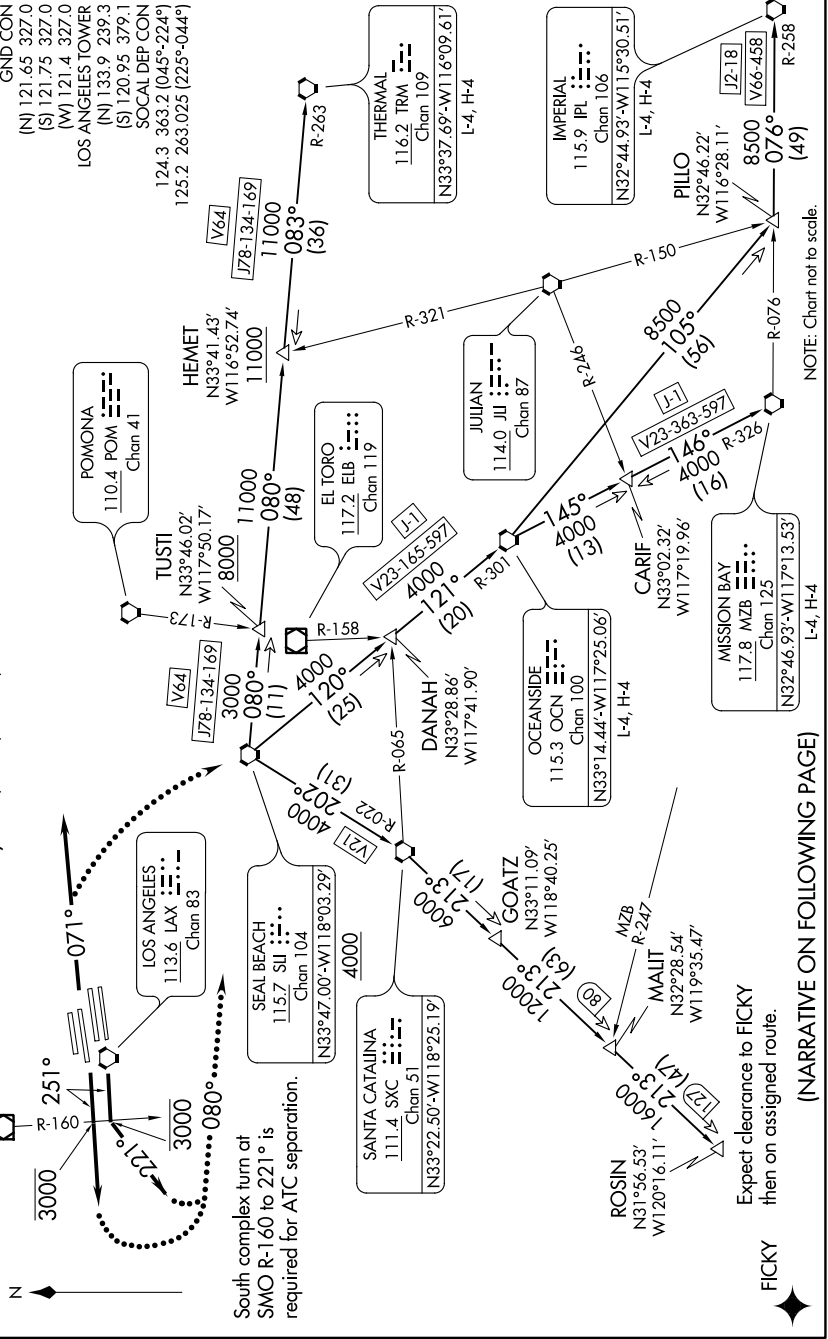 GND CON
(N) 121.65 327.0
(S) 121.75 327.0
(W) 121.4 327.0
LOS ANGELES TOWER
(N) 133.9 239.3
(S) 120.95 379.1
SOCAL DEP CON
124.3 363.2 (045°-224°)
125.2 263.025 (225°-044°)
N
R-160
3000
251°
071°
3000
221°
080°
South complex turn at
SMO R-160 to 221° is
required for ATC separation.
LOS ANGELES
113.6 LAX
Chan 83
SEAL BEACH
115.7 SLI
Chan 104
N33°47.00'-W118°03.29'
4000
POMONA
110.4 POM
Chan 41
R-173
TUSTI
N33°46.02'
W117°50.17'
8000
V64
J78-134-169
3000
080°
(11)
11000
080°
(48)
HEMET
N33°41.43'
W116°52.74'
11000
V64
J78-134-169
11000
083°
(36)
R-263
THERMAL
116.2 TRM
Chan 109
N33°37.69'-W116°09.61'
L-4, H-4
EL TORO
117.2 ELB
Chan 119
R-158
4000
120°
(25)
DANAH
N33°28.86'
W117°41.90'
R-065
J-1
V23-165-597
4000
121°
(20)
R-301
OCEANSIDE
115.3 OCN
Chan 100
N33°14.44'-W117°25.06'
L-4, H-4
JULIAN
114.0 JLI
Chan 87
R-321
R-246
R-150
8500
105°
(56)
145°
4000
(13)
CARIF
N33°02.32'
W117°19.96'
J-1
V23-363-597
146°
4000
(16)
R-326
MISSION BAY
117.8 MZB
Chan 125
N32°46.93'-W117°13.53'
L-4, H-4
R-076
PILLO
N32°46.22'
W116°28.11'
8500
076°
(49)
J2-18
V66-458
R-258
IMPERIAL
115.9 IPL
Chan 106
N32°44.93'-W115°30.51'
L-4, H-4
4000
202°
(31)
R-022
V21
SANTA CATALINA
111.4 SXC
Chan 51
N33°22.50'-W118°25.19'
6000
213°
(17)
GOATZ
N33°11.09'
W118°40.25'
12000
213°
(63)
80
MALIT
N32°28.54'
W119°35.47'
MZB
R-247
16000
213°
(47)
127
ROSIN
N31°56.53'
W120°16.11'
FICKY
Expect clearance to FICKY
then on assigned route.
NOTE: Chart not to scale.
(NARRATIVE ON FOLLOWING PAGE)